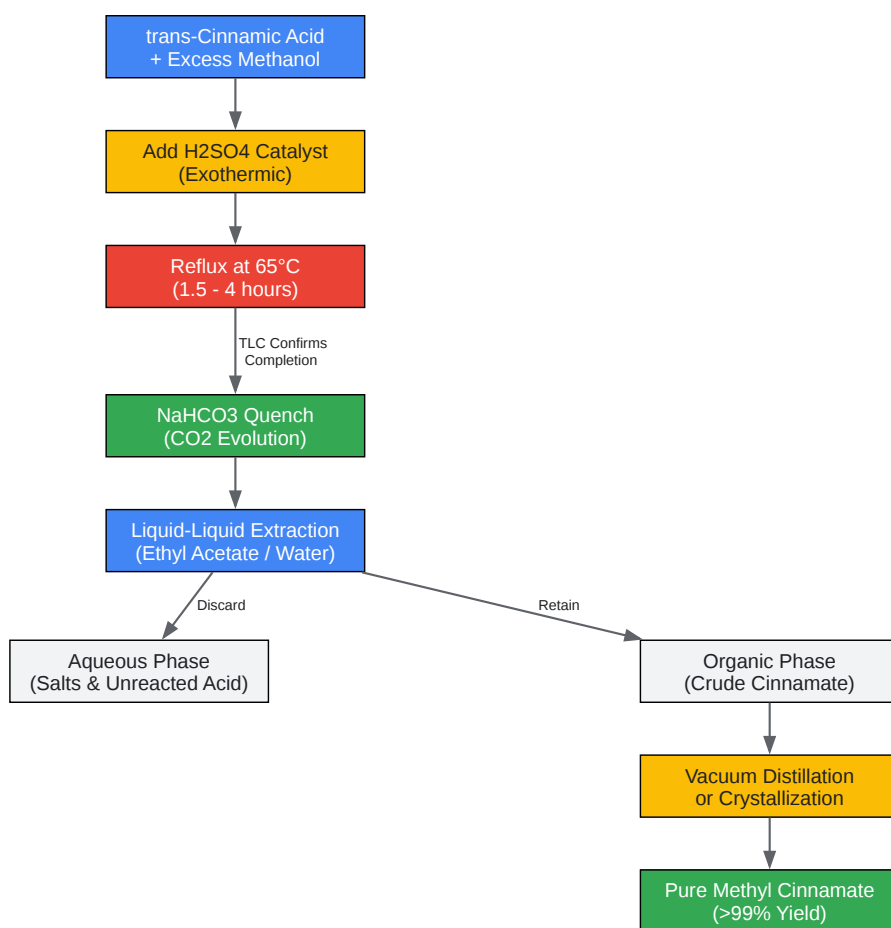 trans-Cinnamic Acid
+ Excess Methanol
Add H2SO4 Catalyst
(Exothermic)
Reflux at 65°C
(1.5 - 4 hours)
TLC Confirms
Completion
NaHCO3 Quench
(CO2 Evolution)
Liquid-Liquid Extraction
(Ethyl Acetate / Water)
Discard
Retain
Aqueous Phase
(Salts & Unreacted Acid)
Organic Phase
(Crude Cinnamate)
Vacuum Distillation
or Crystallization
Pure Methyl Cinnamate
(>99% Yield)